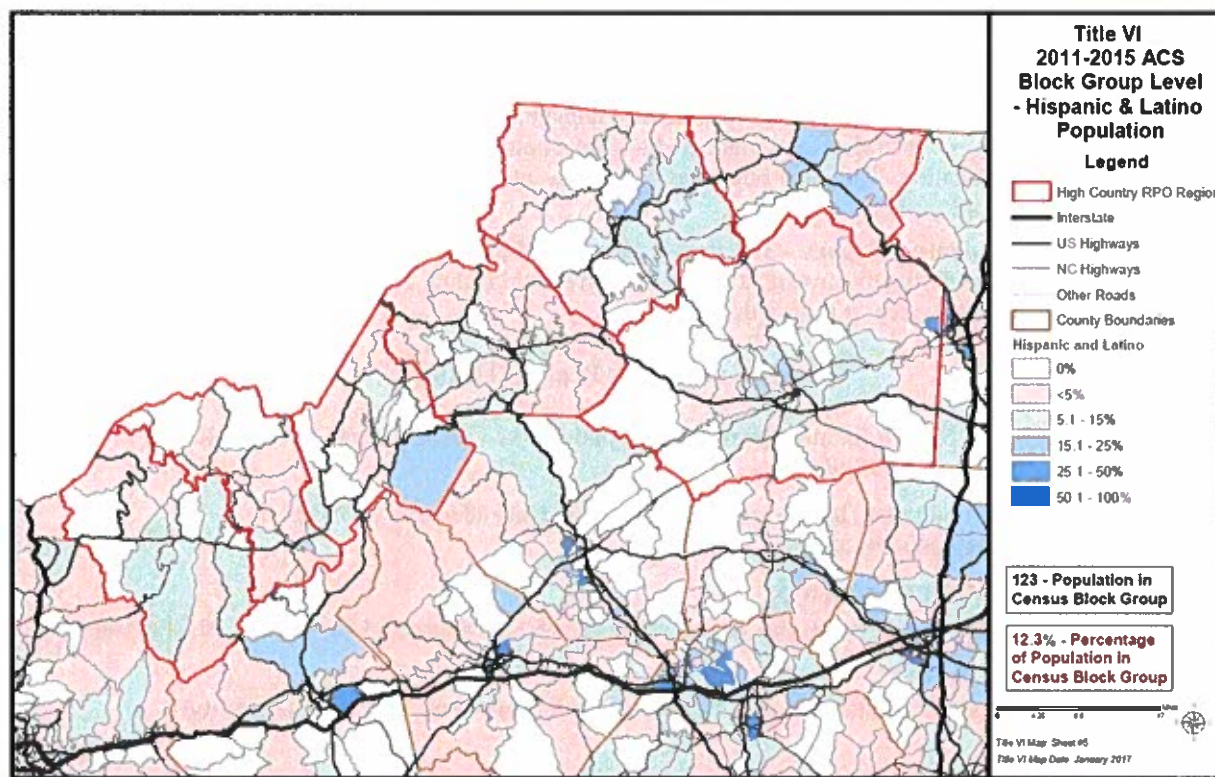 Title VI
2011-2015 ACS
Block Group Level
- Hispanic & Latino
Population
Legend
High Country RPO Region
Interstate
US Highways
NC Highways
Other Roads
County Boundaries
Hispanic and Latino
0%
<5%
5.1 - 15%
15.1 - 25%
25.1 - 50%
50.1 - 100%
123 - Population in
Census Block Group
12.3% - Percentage
of Population in
Census Block Group
Title VI Map Sheet #5
Title VI Map Date January 2017